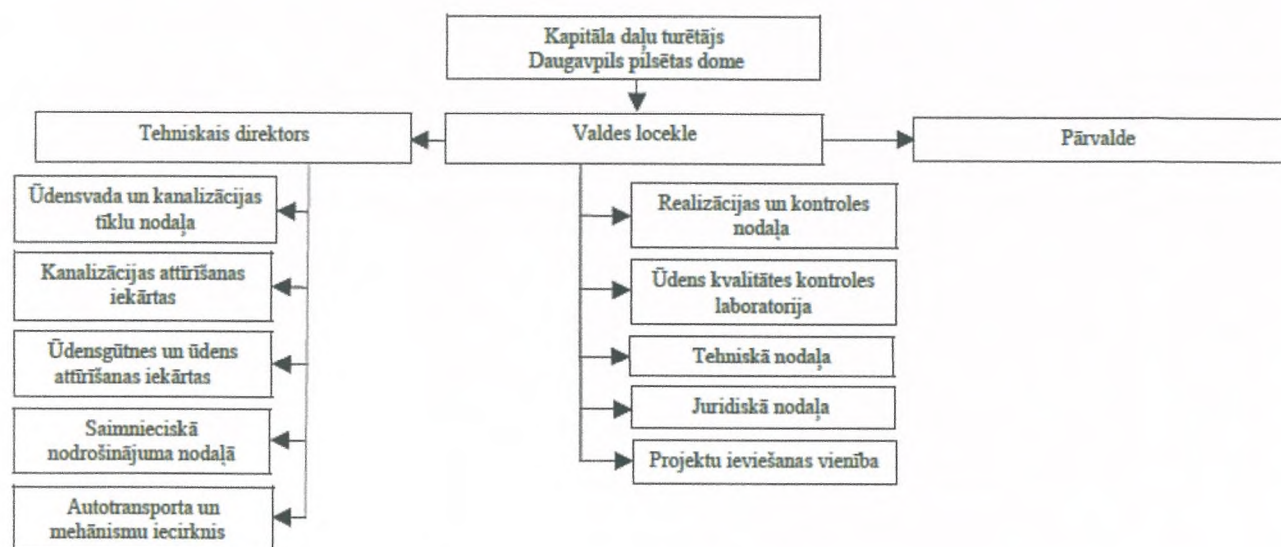 Kapitāla daļu turētājs
Daugavpils pilsētas dome
Tehniskais direktors
Valdes locekle
Pārvalde
Ūdensvada un kanalizācijas
tīklu nodaļa
Kanalizācijas attīrīšanas
iekārtas
Ūdensgūtnes un ūdens
attīrīšanas iekārtas
Saimnieciskā
nodrošinājuma nodaļā
Autotransporta un
mehānismu iecirknis
Realizācijas un kontroles
nodaļa
Ūdens kvalitātes kontroles
laboratorija
Tehniskā nodaļa
Juridiskā nodaļa
Projektu ieviešanas vienība